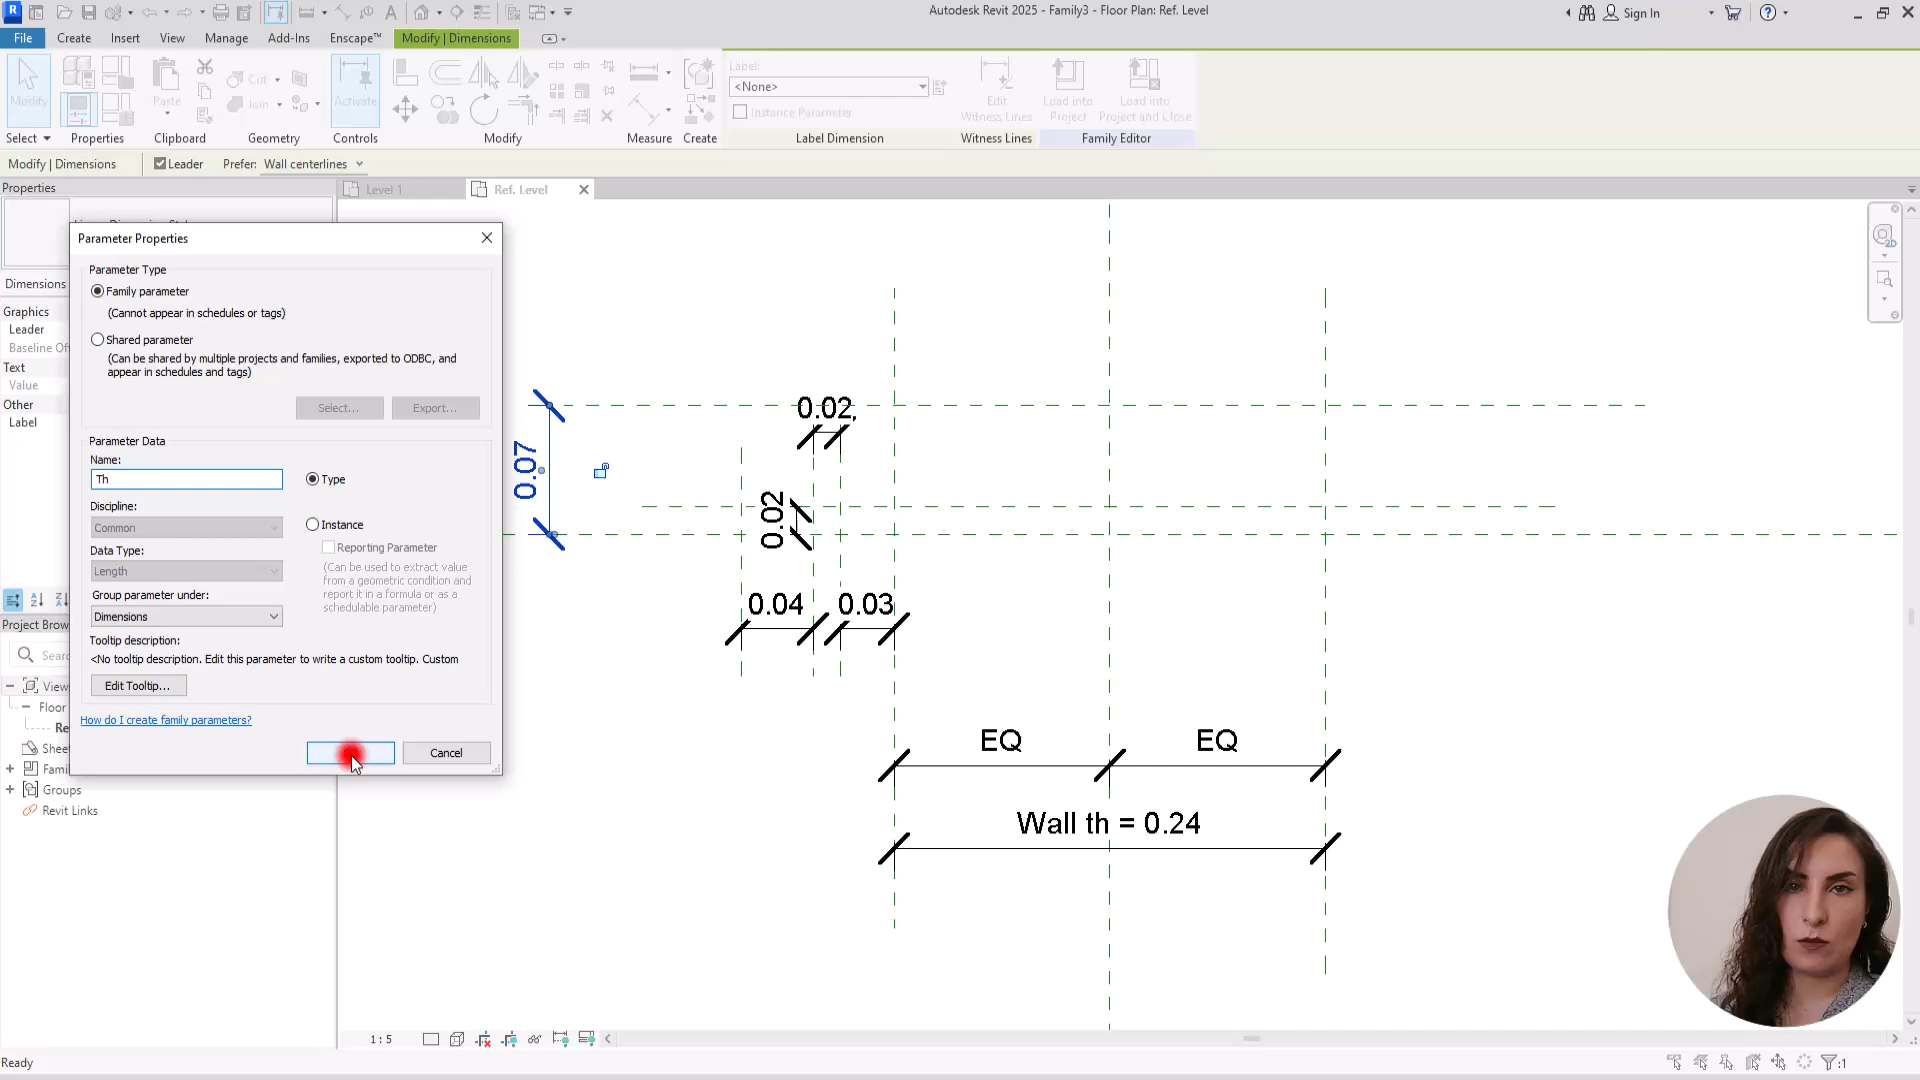 Autodesk Revit 2025 - Family3 - Floor Plan: Ref. Level
Sign In
File Create Insert View Manage Add-Ins Enscape™ Modify | Dimensions
Modify
Paste
Cut
Join
Activate
Label:
<None>
Instance Parameter
Edit
Witness Lines
Load into
Project
Load into
Project and Close
Select Properties Clipboard Geometry Controls Modify Measure Create Label Dimension Witness Lines Family Editor
Modify | Dimensions Leader Prefer: Wall centerlines
Properties
Level 1
Ref. Level
Dimensions
Graphics
Leader
Baseline
Text
Value
Other
Label
Project Brow
Sear
View
Floor
Re
Shee
Fami
Groups
Revit Links
Parameter Properties
Parameter Type
Family parameter
(Cannot appear in schedules or tags)
Shared parameter
(Can be shared by multiple projects and families, exported to ODBC, and
appear in schedules and tags)
Select...
Export...
Parameter Data
Name:
Th
Type
Discipline:
Common
Instance
Reporting Parameter
(Can be used to extract value
from a geometric condition and
report it in a formula or as a
schedulable parameter)
Data Type:
Length
Group parameter under:
Dimensions
Tooltip description:
<No tooltip description. Edit this parameter to write a custom tooltip. Custom
Edit Tooltip...
How do I create family parameters?
Cancel
0.07
0.02
0.02
0.04
0.03
EQ
EQ
Wall th = 0.24
2D
1:5
Ready
:1